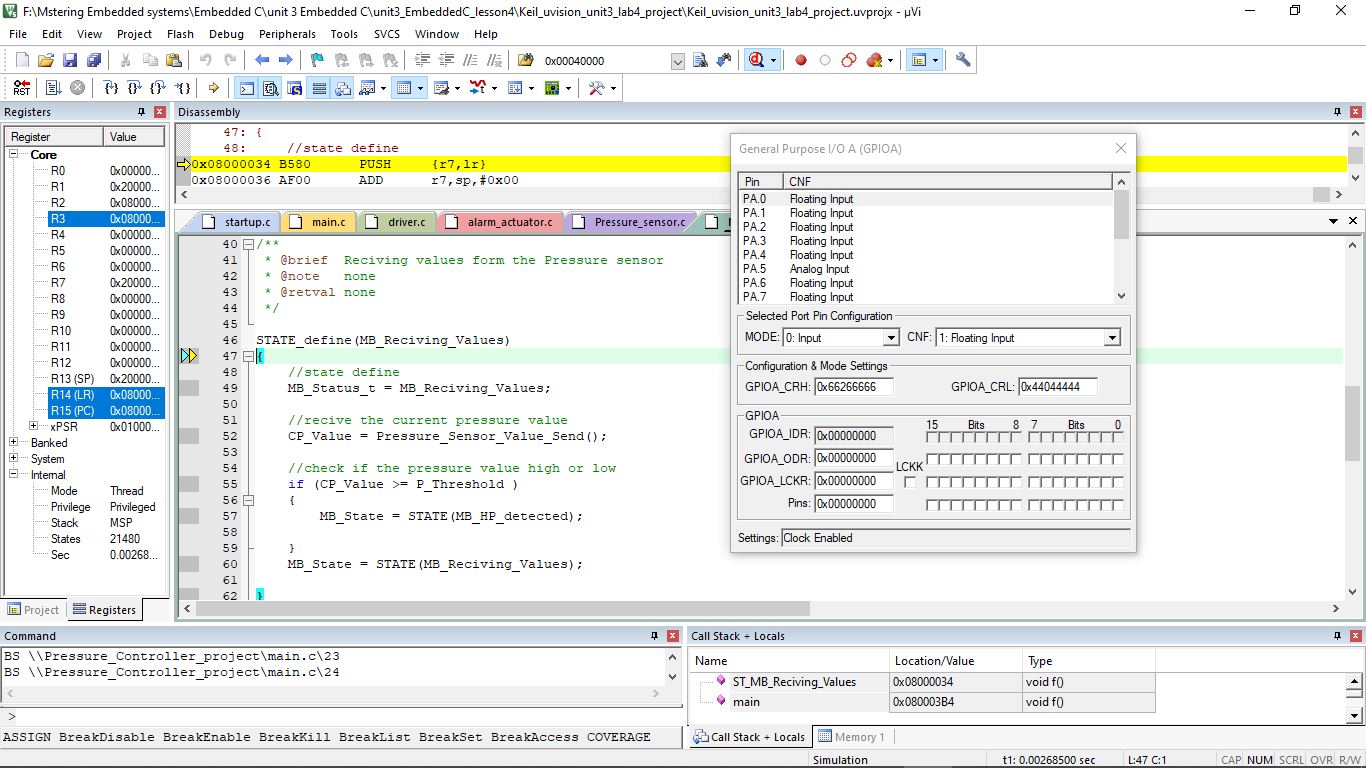 F:\Mstering Embedded systems\Embedded C\unit 3 Embedded C\unit3_EmbededC_lesson4\Keil_uvision_unit3_lab4_project\Keil_uvision_unit3_lab4_project.uvprojx - µVi
File Edit View Project Flash Debug Peripherals Tools SVCS Window Help
0x00040000
RST
Registers
Register Value
Core
R0 0x00000...
R1 0x20000...
R2 0x08000...
R3 0x08000...
R4 0x00000...
R5 0x00000...
R6 0x00000...
R7 0x20000...
R8 0x00000...
R9 0x00000...
R10 0x00000...
R11 0x00000...
R12 0x00000...
R13 (SP) 0x20000...
R14 (LR) 0x08000...
R15 (PC) 0x08000...
xPSR 0x01000...
Banked
System
Internal
Mode Thread
Privilege Privileged
Stack MSP
States 21480
Sec 0.00268...
Project Registers
Disassembly
47: {
48: //state define
0x08000034 B580 PUSH {r7,lr}
0x08000036 AF00 ADD r7,sp,#0x00
startup.c main.c driver.c alarm_actuator.c Pressure_sensor.c
40 /**
41 * @brief Reciving values form the Pressure sensor
42 * @note none
43 * @retval none
44 */
45
46 STATE_define(MB_Reciving_Values)
47 {
48 //state define
49 MB_Status_t = MB_Reciving_Values;
50
51 //recive the current pressure value
52 CP_Value = Pressure_Sensor_Value_Send();
53
54 //check if the pressure value high or low
55 if (CP_Value >= P_Threshold )
56 {
57 MB_State = STATE(MB_HP_detected);
58
59 }
60 MB_State = STATE(MB_Reciving_Values);
61
62 }
General Purpose I/O A (GPIOA)
Pin CNF
PA.0 Floating Input
PA.1 Floating Input
PA.2 Floating Input
PA.3 Floating Input
PA.4 Floating Input
PA.5 Analog Input
PA.6 Floating Input
PA.7 Floating Input
Selected Port Pin Configuration
MODE: 0: Input CNF: 1: Floating Input
Configuration & Mode Settings
GPIOA_CRH: 0x66266666 GPIOA_CRL: 0x44044444
GPIOA
15 Bits 8 7 Bits 0
GPIOA_IDR: 0x00000000
GPIOA_ODR: 0x00000000
LCKK
GPIOA_LCKR: 0x00000000
Pins: 0x00000000
Settings: Clock Enabled
Command
BS \\Pressure_Controller_project\main.c\23
BS \\Pressure_Controller_project\main.c\24
>
ASSIGN BreakDisable BreakEnable BreakKill BreakList BreakSet BreakAccess COVERAGE
Call Stack + Locals
Name Location/Value Type
ST_MB_Reciving_Values 0x08000034 void f()
main 0x080003B4 void f()
Call Stack + Locals Memory 1
Simulation t1: 0.00268500 sec L:47 C:1 CAP NUM SCRL OVR R/W